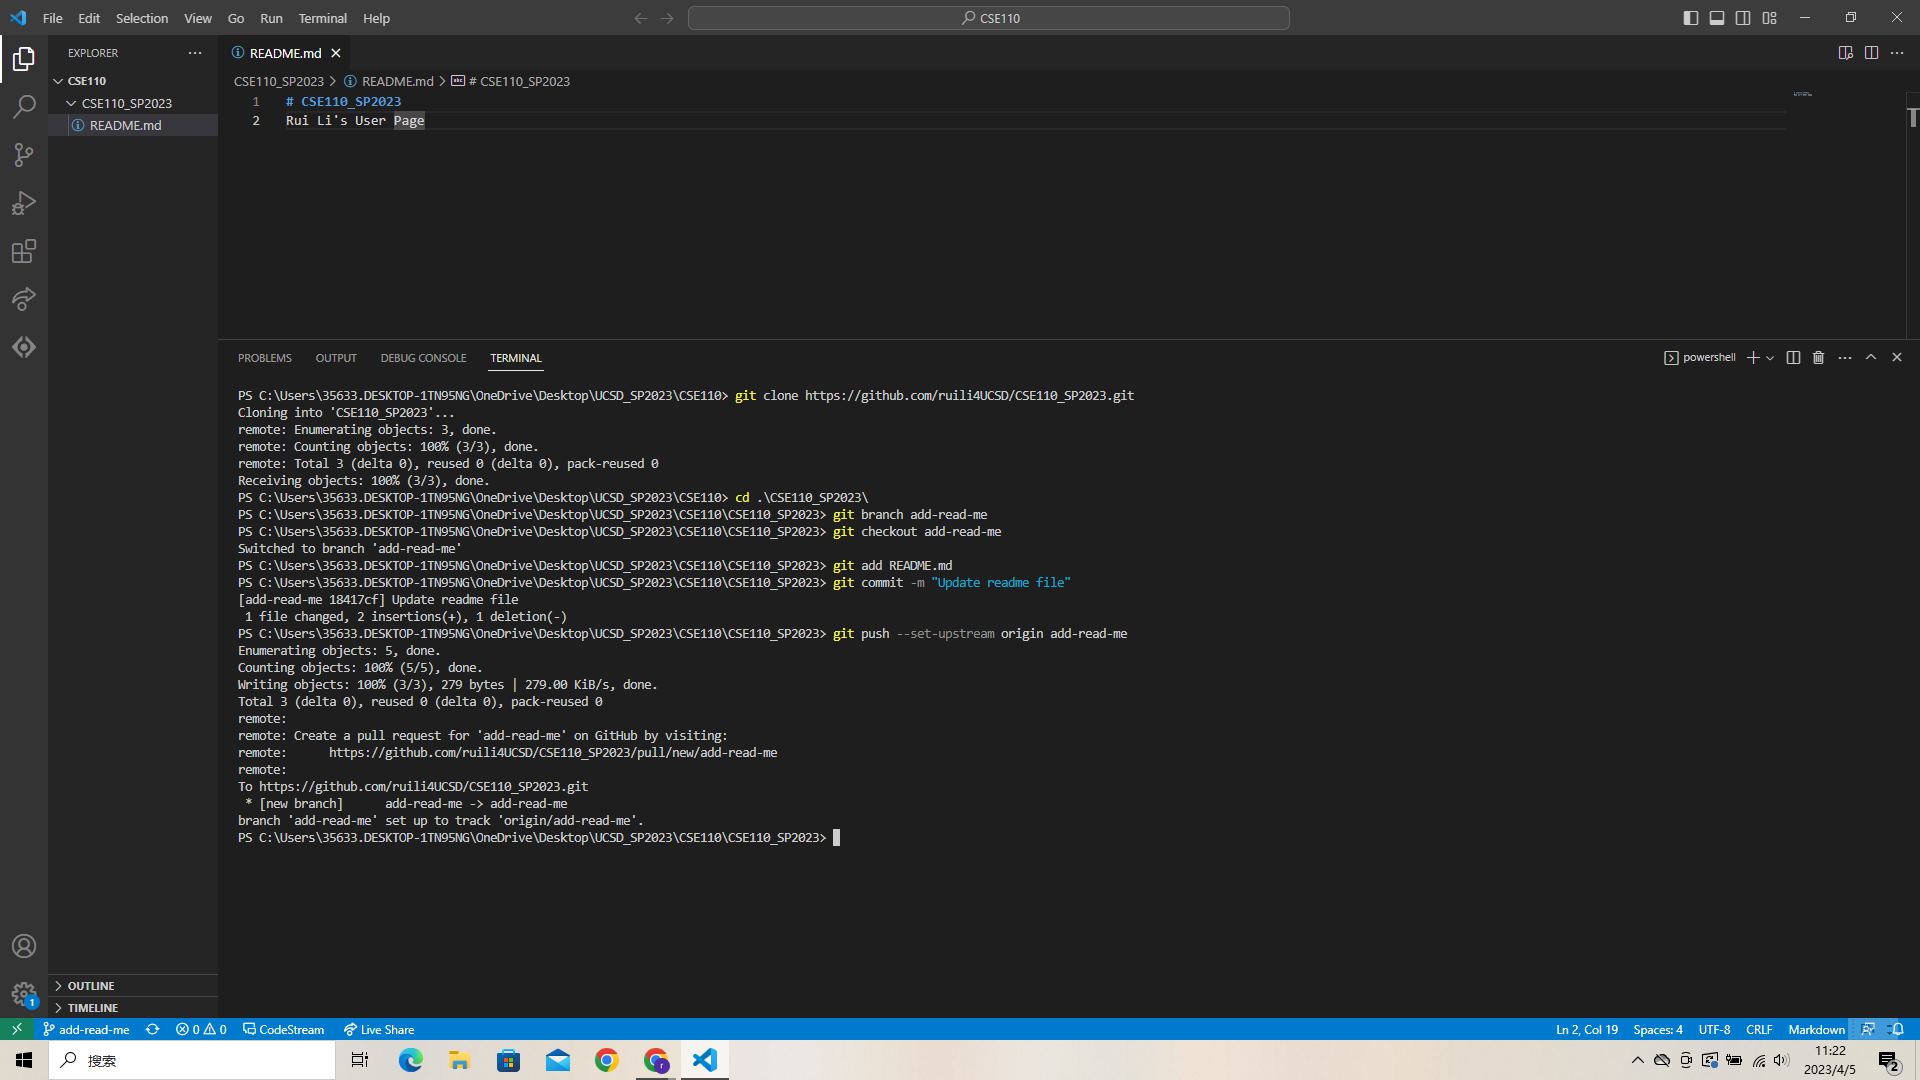 File Edit Selection View Go Run Terminal Help
CSE110
EXPLORER
README.md
CSE110
CSE110_SP2023 > README.md > # CSE110_SP2023
CSE110_SP2023
README.md
1 # CSE110_SP2023
2 Rui Li's User Page
PROBLEMS OUTPUT DEBUG CONSOLE TERMINAL
powershell
PS C:\Users\35633.DESKTOP-1TN95NG\OneDrive\Desktop\UCSD_SP2023\CSE110> git clone https://github.com/ruili4UCSD/CSE110_SP2023.git
Cloning into 'CSE110_SP2023'...
remote: Enumerating objects: 3, done.
remote: Counting objects: 100% (3/3), done.
remote: Total 3 (delta 0), reused 0 (delta 0), pack-reused 0
Receiving objects: 100% (3/3), done.
PS C:\Users\35633.DESKTOP-1TN95NG\OneDrive\Desktop\UCSD_SP2023\CSE110> cd .\CSE110_SP2023\
PS C:\Users\35633.DESKTOP-1TN95NG\OneDrive\Desktop\UCSD_SP2023\CSE110\CSE110_SP2023> git branch add-read-me
PS C:\Users\35633.DESKTOP-1TN95NG\OneDrive\Desktop\UCSD_SP2023\CSE110\CSE110_SP2023> git checkout add-read-me
Switched to branch 'add-read-me'
PS C:\Users\35633.DESKTOP-1TN95NG\OneDrive\Desktop\UCSD_SP2023\CSE110\CSE110_SP2023> git add README.md
PS C:\Users\35633.DESKTOP-1TN95NG\OneDrive\Desktop\UCSD_SP2023\CSE110\CSE110_SP2023> git commit -m "Update readme file"
[add-read-me 18417cf] Update readme file
1 file changed, 2 insertions(+), 1 deletion(-)
PS C:\Users\35633.DESKTOP-1TN95NG\OneDrive\Desktop\UCSD_SP2023\CSE110\CSE110_SP2023> git push --set-upstream origin add-read-me
Enumerating objects: 5, done.
Counting objects: 100% (5/5), done.
Writing objects: 100% (3/3), 279 bytes | 279.00 KiB/s, done.
Total 3 (delta 0), reused 0 (delta 0), pack-reused 0
remote:
remote: Create a pull request for 'add-read-me' on GitHub by visiting:
remote:      https://github.com/ruili4UCSD/CSE110_SP2023/pull/new/add-read-me
remote:
To https://github.com/ruili4UCSD/CSE110_SP2023.git
* [new branch]      add-read-me -> add-read-me
branch 'add-read-me' set up to track 'origin/add-read-me'.
PS C:\Users\35633.DESKTOP-1TN95NG\OneDrive\Desktop\UCSD_SP2023\CSE110\CSE110_SP2023>
OUTLINE
1
TIMELINE
add-read-me 0 0 CodeStream Live Share Ln 2, Col 19 Spaces: 4 UTF-8 CRLF Markdown
搜索
r
11:22
2023/4/5
2